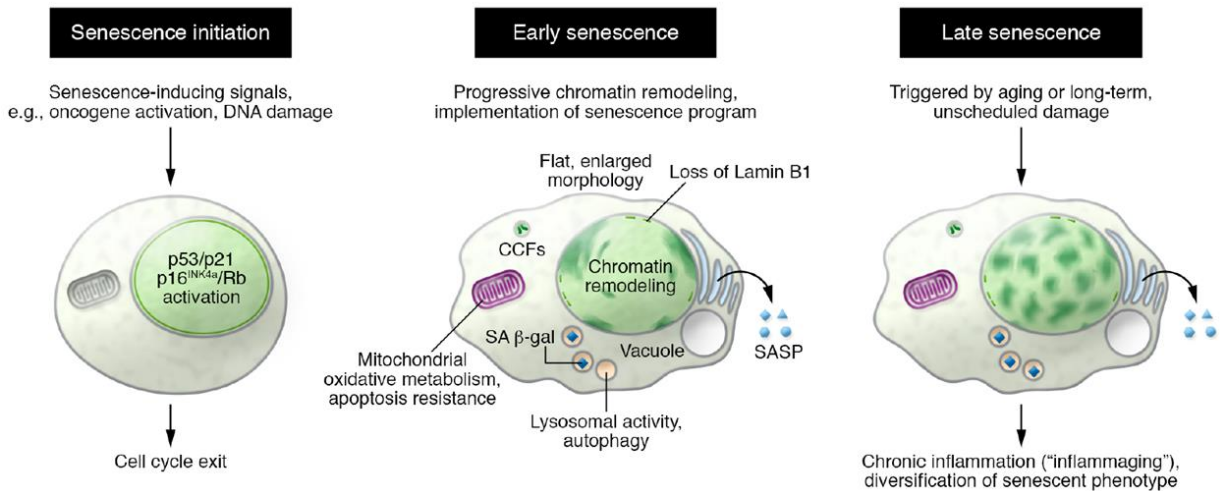 Senescence initiation
Senescence-inducing signals,
e.g., oncogene activation, DNA damage
p53/p21
p16INK4a/Rb
activation
Cell cycle exit
Early senescence
Progressive chromatin remodeling,
implementation of senescence program
Flat, enlarged
morphology
Loss of Lamin B1
CCFs
Chromatin
remodeling
SA β-gal
Vacuole
SASP
Mitochondrial
oxidative metabolism,
apoptosis resistance
Lysosomal activity,
autophagy
Late senescence
Triggered by aging or long-term,
unscheduled damage
Chronic inflammation (“inflammaging”),
diversification of senescent phenotype